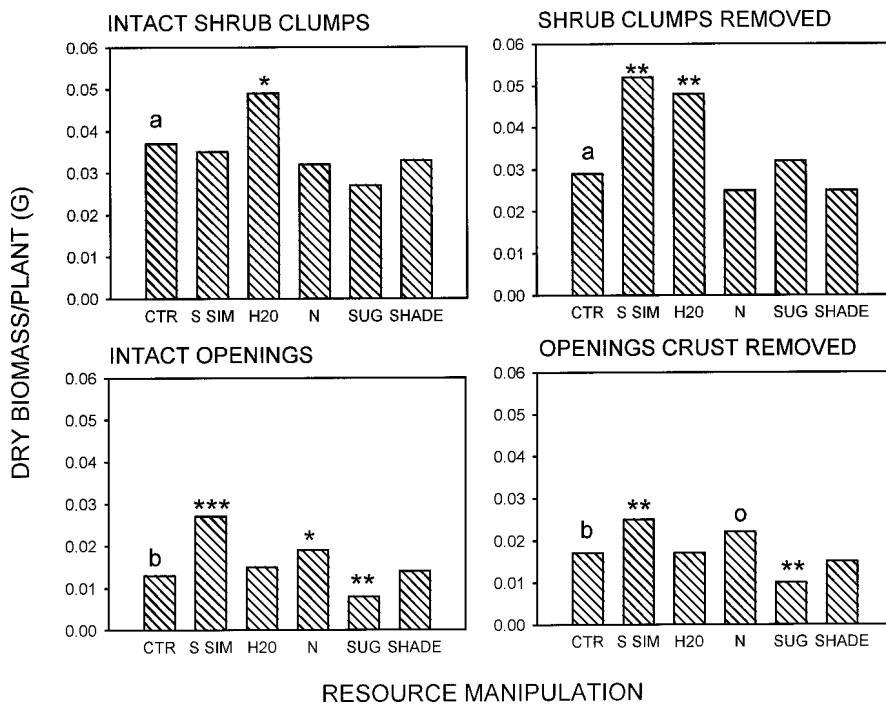 INTACT SHRUB CLUMPS
0.06
0.05
0.04
0.03
0.02
0.01
0.00
a
*
CTR S SIM H20 N SUG SHADE
SHRUB CLUMPS REMOVED
0.06
0.05
0.04
0.03
0.02
0.01
0.00
a
**
**
CTR S SIM H20 N SUG SHADE
INTACT OPENINGS
0.06
0.05
0.04
0.03
0.02
0.01
0.00
b
***
*
**
CTR S SIM H20 N SUG SHADE
OPENINGS CRUST REMOVED
0.06
0.05
0.04
0.03
0.02
0.01
0.00
b
**
o
**
CTR S SIM H20 N SUG SHADE
DRY BIOMASS/PLANT (G)
RESOURCE MANIPULATION